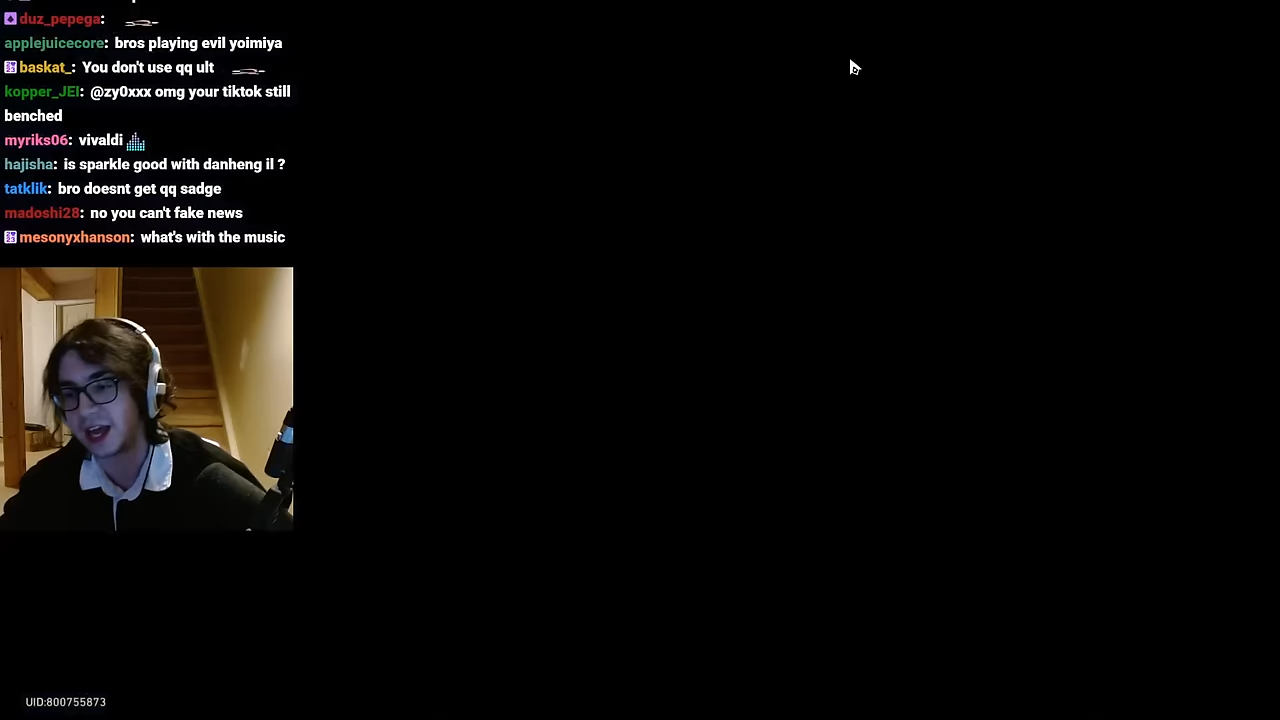 duz_pepega:
applejuicecore: bros playing evil yoimiya
baskat_: You don't use qq ult
kopper_JEI: @zy0xxx omg your tiktok still
benched
myriks06: vivaldi
hajisha: is sparkle good with danheng il ?
tatklik: bro doesnt get qq sadge
madoshi28: no you can't fake news
mesonyxhanson: what's with the music
UID:800755873